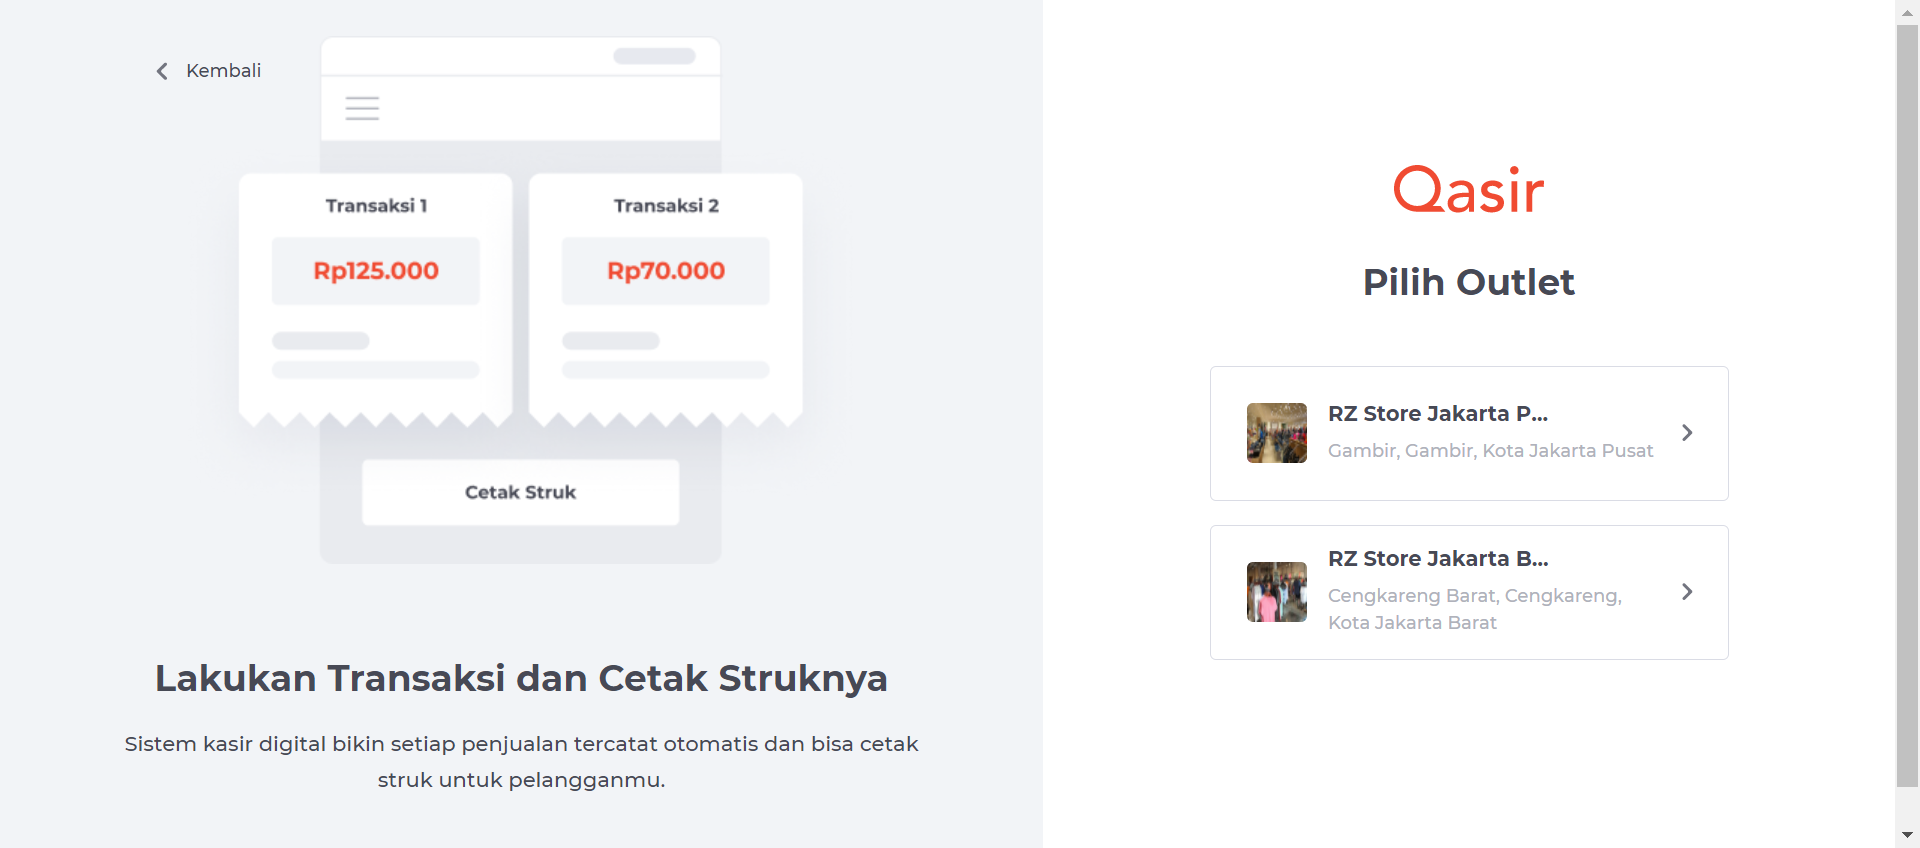 Kembali
Transaksi 1
Rp125.000
Transaksi 2
Rp70.000
Cetak Struk
Lakukan Transaksi dan Cetak Struknya
Sistem kasir digital bikin setiap penjualan tercatat otomatis dan bisa cetak
struk untuk pelangganmu.
Qasir
Pilih Outlet
RZ Store Jakarta P...
Gambir, Gambir, Kota Jakarta Pusat
RZ Store Jakarta B...
Cengkareng Barat, Cengkareng,
Kota Jakarta Barat